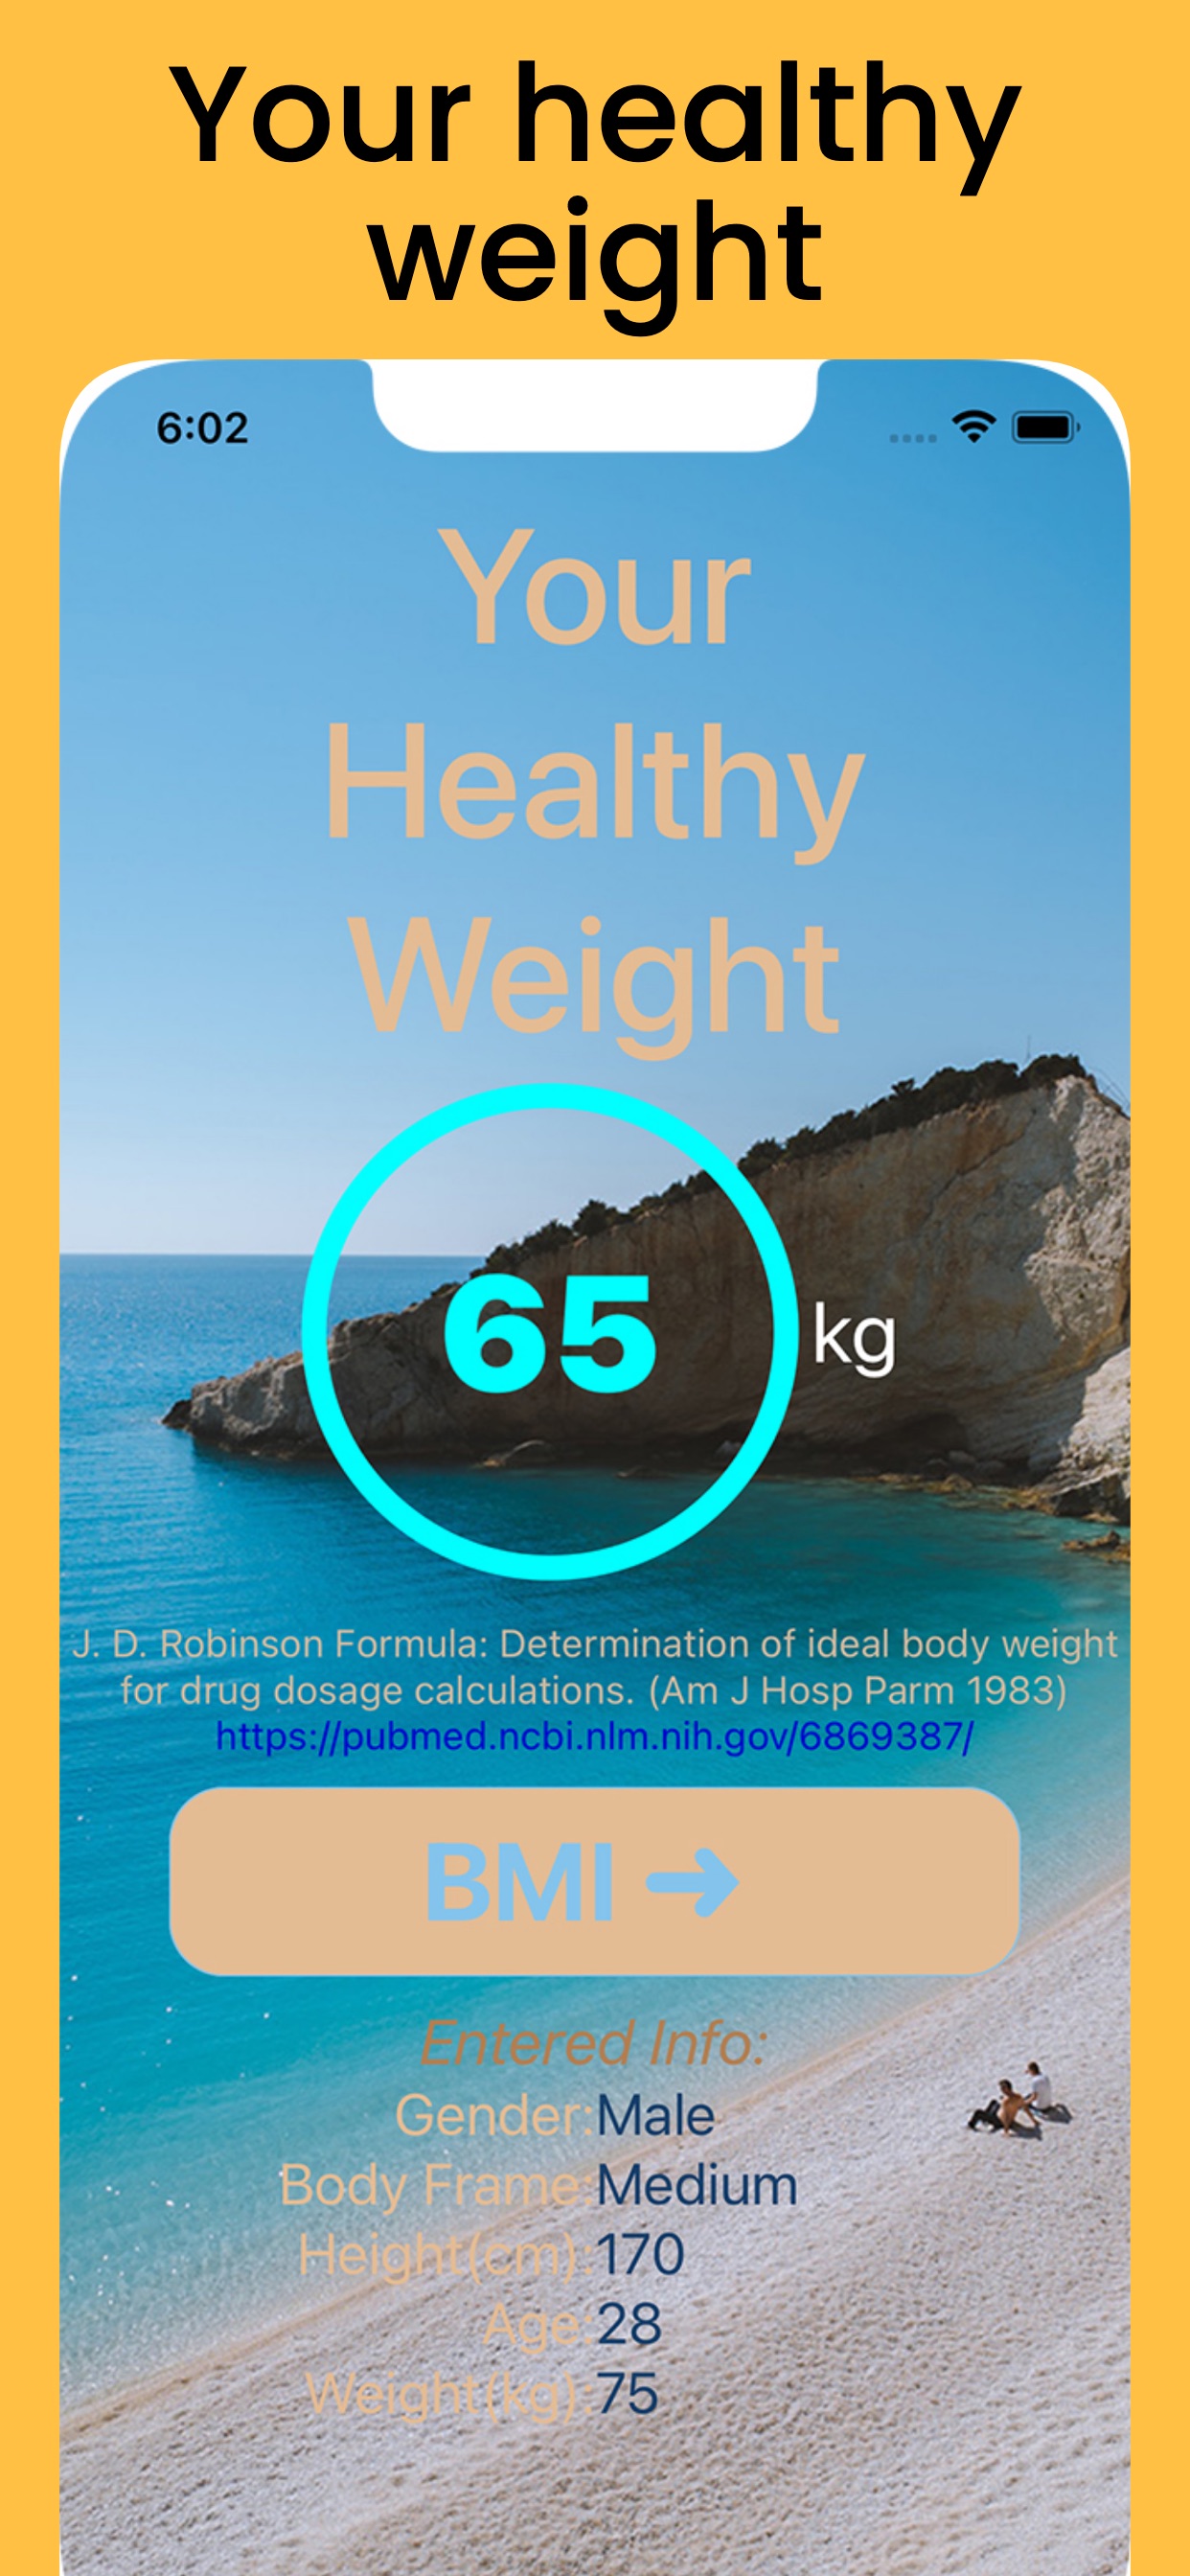 Your healthy
weight
6:02
Your
Healthy
Weight
65
kg
J. D. Robinson Formula: Determination of ideal body weight
for drug dosage calculations. (Am J Hosp Parm 1983)
https://pubmed.ncbi.nlm.nih.gov/6869387/
BMI ➔
Entered Info:
Gender:Male
Body Frame:Medium
Height(cm):170
Age:28
Weight(kg):75